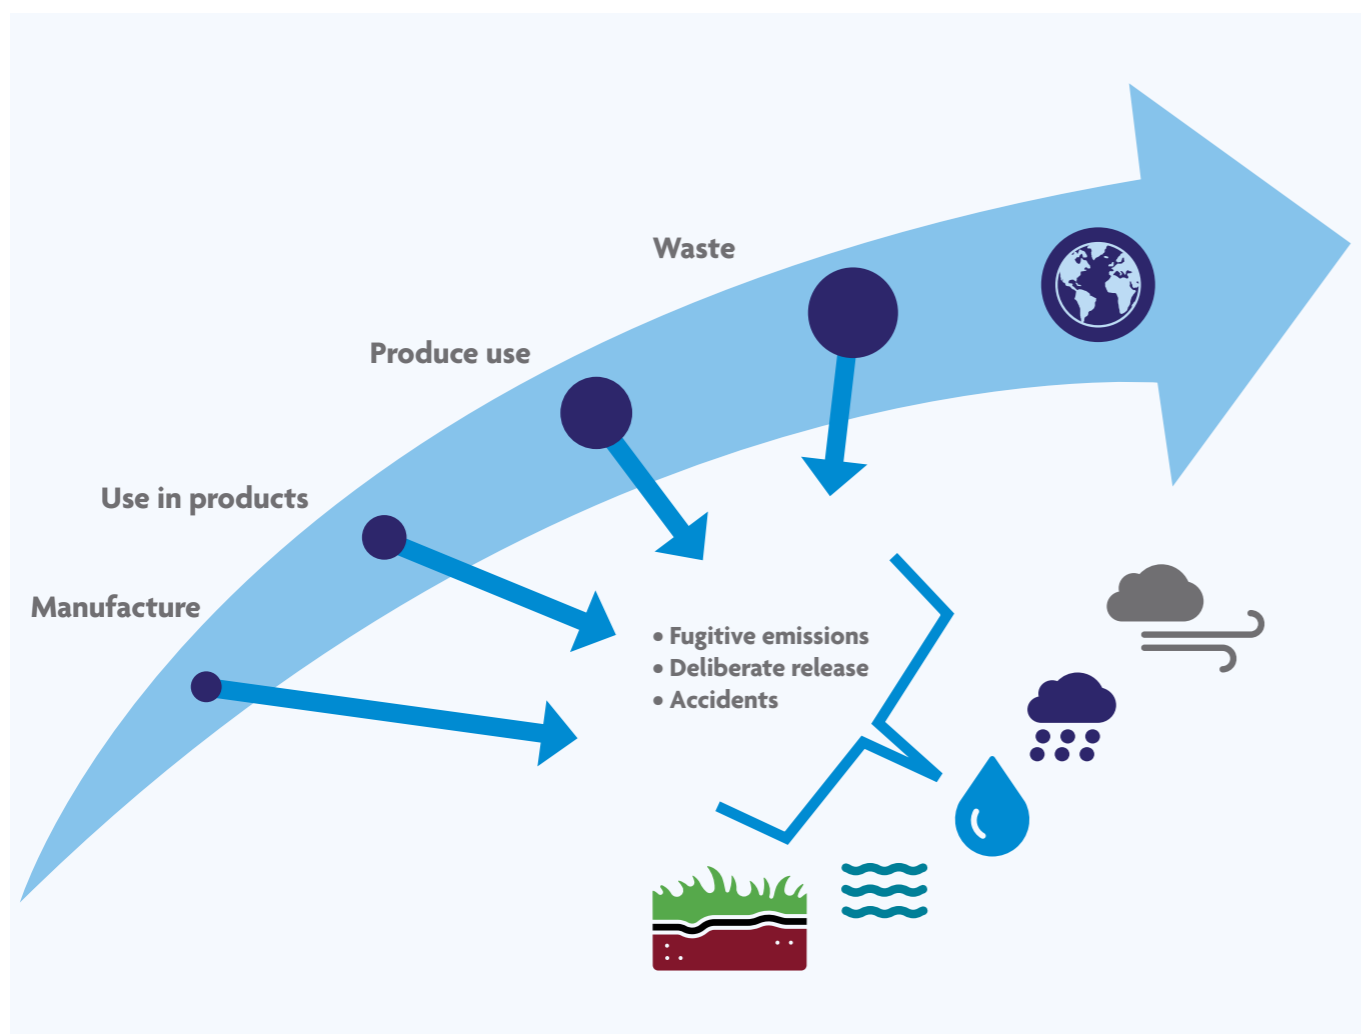 Waste
Produce use
Use in products
Manufacture
• Fugitive emissions
• Deliberate release
• Accidents